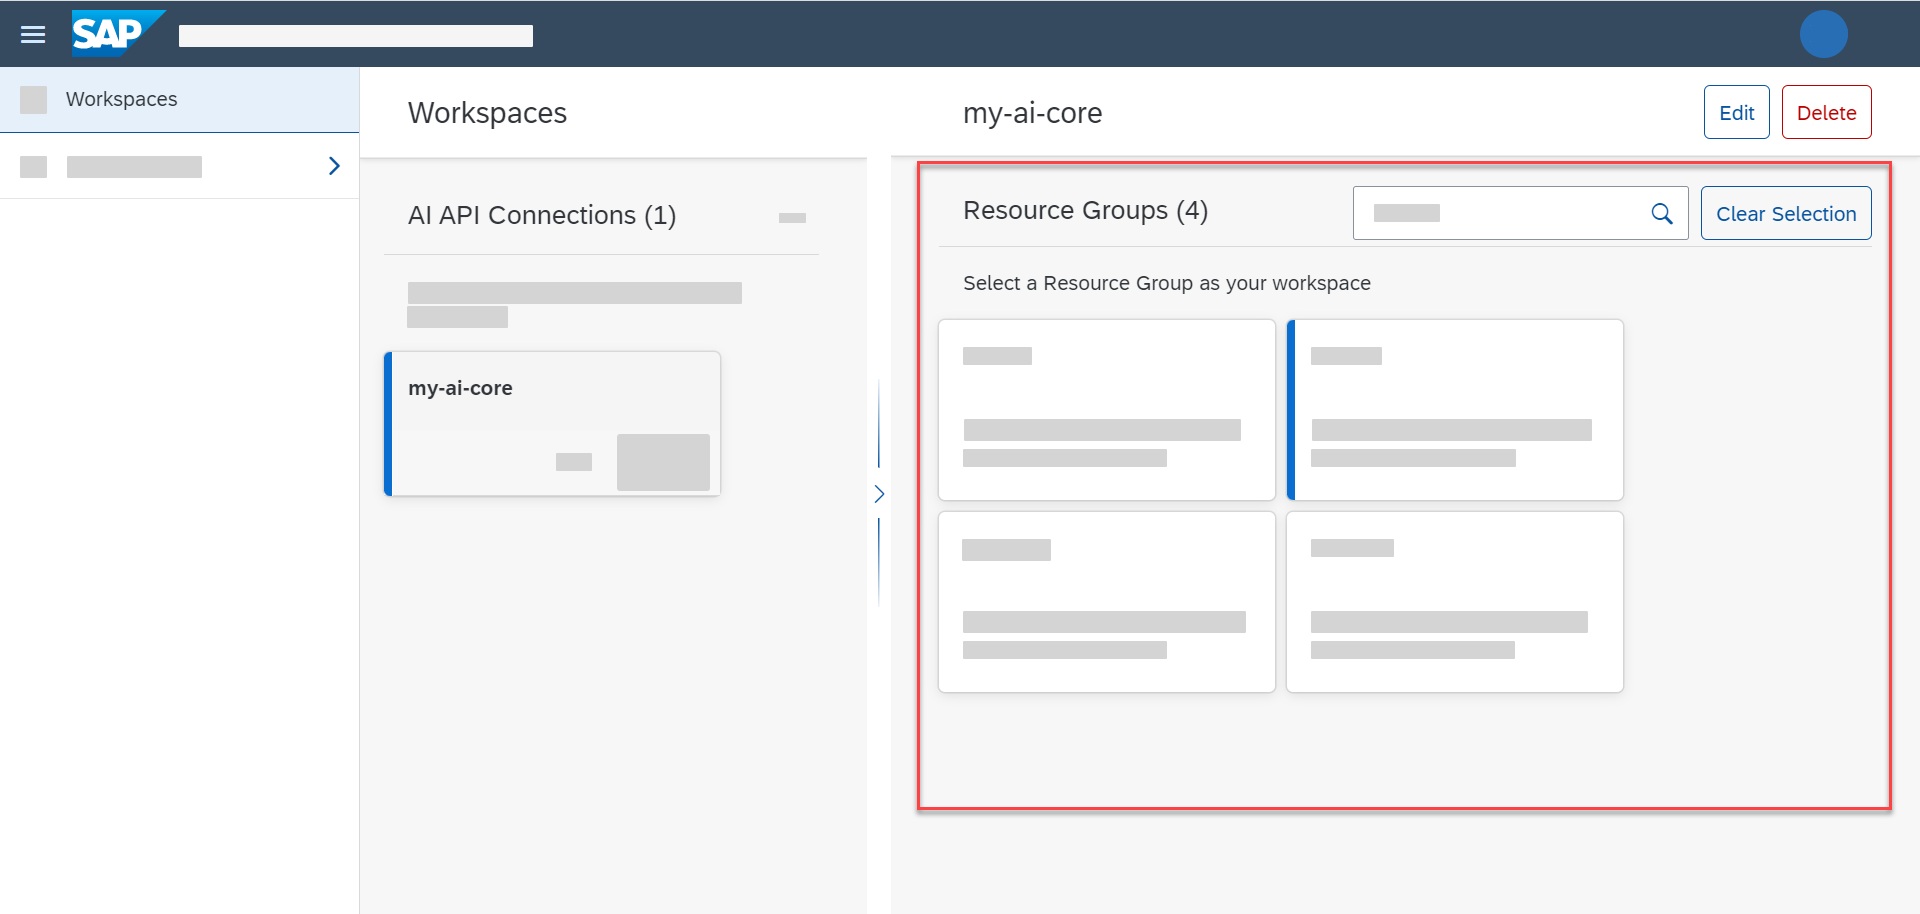 SAP
Workspaces
Workspaces
AI API Connections (1)
my-ai-core
my-ai-core
Edit
Delete
Resource Groups (4)
Clear Selection
Select a Resource Group as your workspace